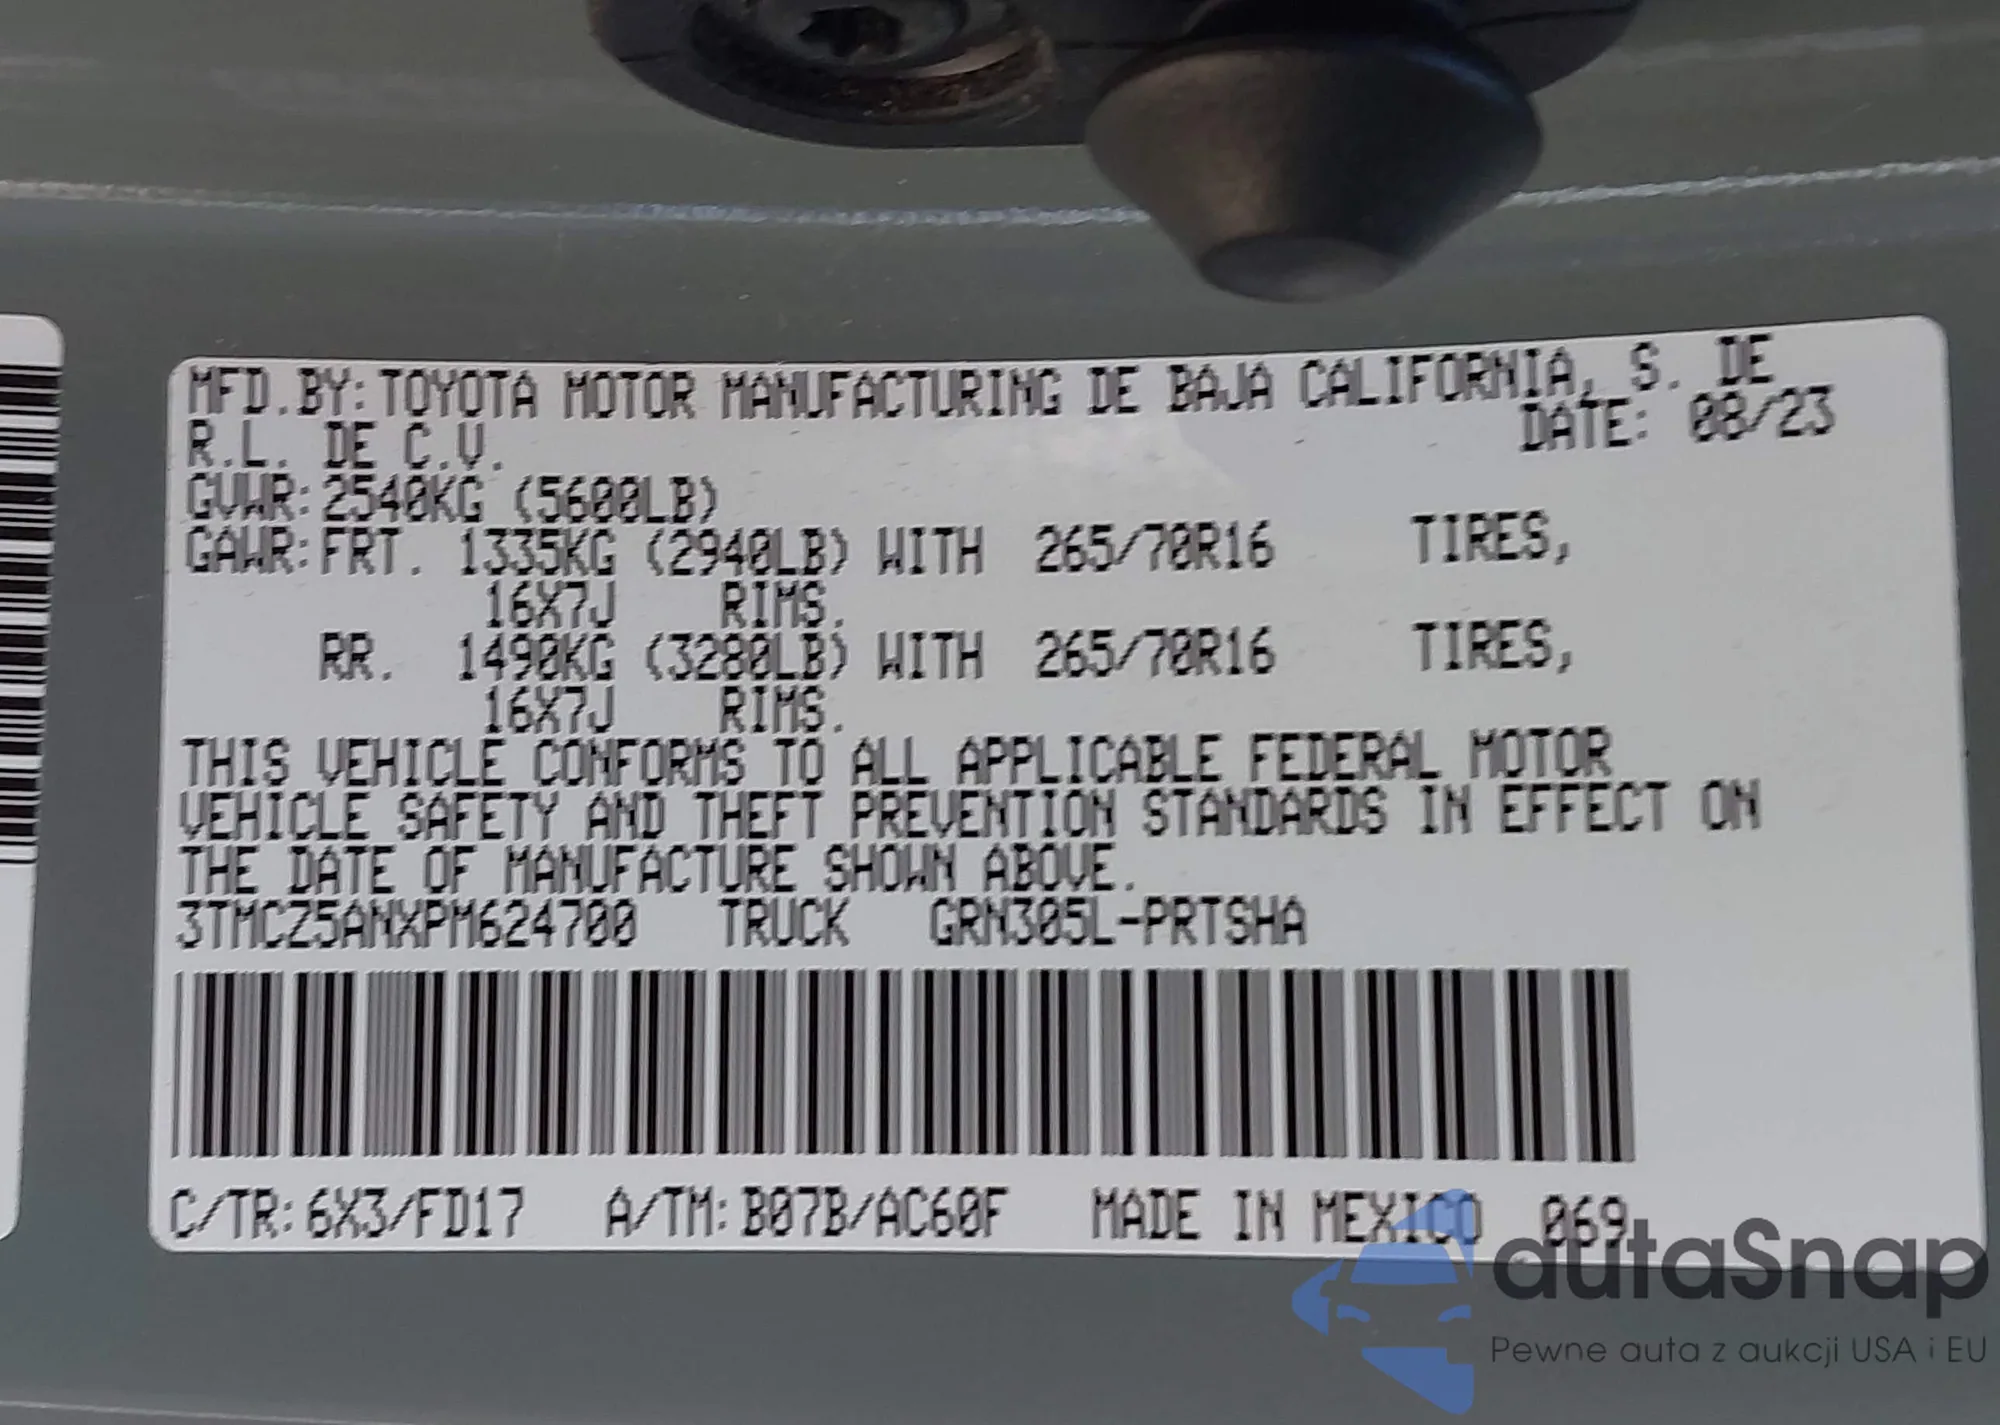 MFD.BY: TOYOTA MOTOR MANUFACTURING DE BAJA CALIFORNIA, S. DE
R.L. DE C.V. DATE: 08/23
GVWR: 2540KG (5600LB)
GAWR: FRT. 1335KG (2940LB) WITH 265/70R16 TIRES,
16X7J RIMS.
RR. 1490KG (3280LB) WITH 265/70R16 TIRES,
16X7J RIMS.
THIS VEHICLE CONFORMS TO ALL APPLICABLE FEDERAL MOTOR
VEHICLE SAFETY AND THEFT PREVENTION STANDARDS IN EFFECT ON
THE DATE OF MANUFACTURE SHOWN ABOVE.
3TMCZ5ANXPM624700 TRUCK GRN305L-PRTSHA
C/TR: 6X3/FD17 A/TM: B07B/AC60F MADE IN MEXICO 069
autaSnap
Pewne auta z aukcji USA i EU